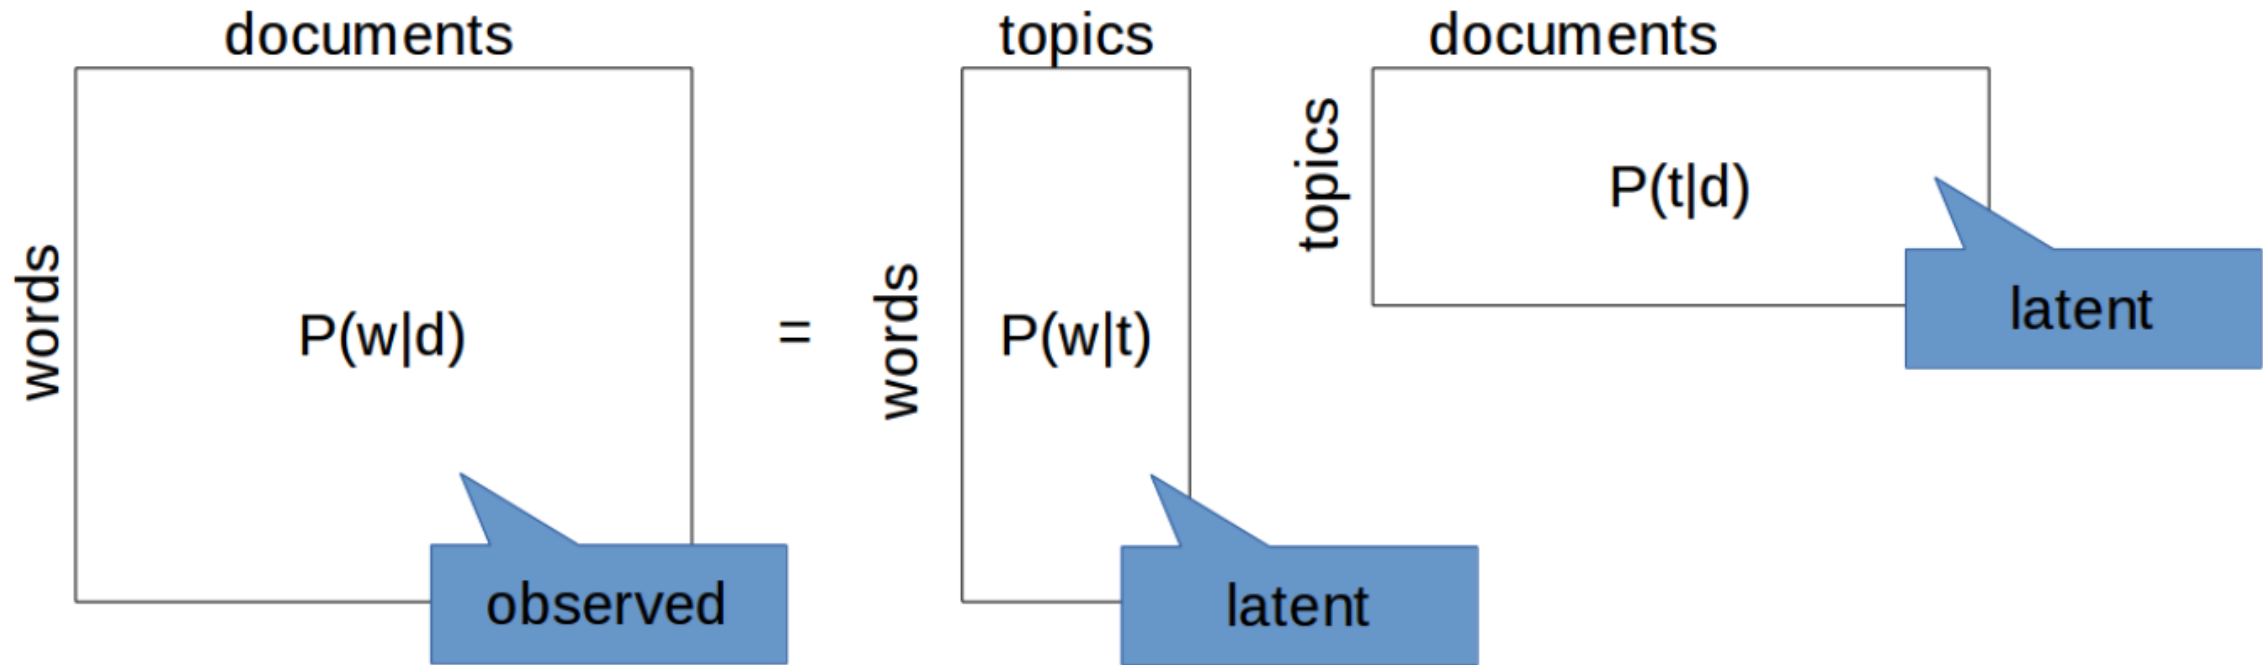 documents
words
P(w|d)
observed
=
topics
words
P(w|t)
latent
documents
topics
P(t|d)
latent